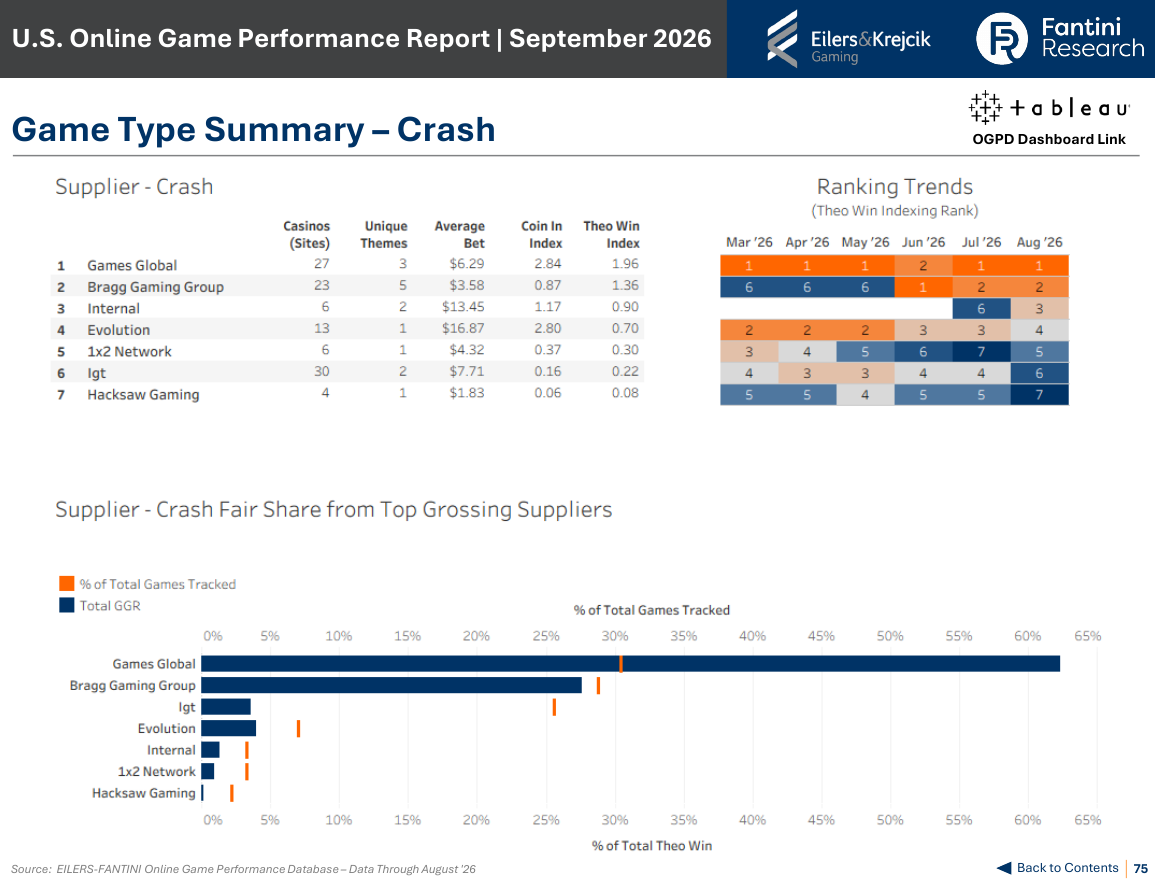 U.S. Online Game Performance Report | September 2026
Eilers&Krejcik
Gaming
Fantini
Research
Game Type Summary – Crash
+ a b l e a u
OGPD Dashboard Link
Supplier - Crash
Casinos (Sites) Unique Themes Average Bet Coin In Index Theo Win Index
1 Games Global 27 3 $6.29 2.84 1.96
2 Bragg Gaming Group 23 5 $3.58 0.87 1.36
3 Internal 6 2 $13.45 1.17 0.90
4 Evolution 13 1 $16.87 2.80 0.70
5 1x2 Network 6 1 $4.32 0.37 0.30
6 Igt 30 2 $7.71 0.16 0.22
7 Hacksaw Gaming 4 1 $1.83 0.06 0.08
Ranking Trends
(Theo Win Indexing Rank)
Mar '26 Apr '26 May '26 Jun '26 Jul '26 Aug '26
1 1 1 2 1 1
6 6 6 1 2 2
6 3
2 2 2 3 3 4
3 4 5 6 7 5
4 3 3 4 4 6
5 5 4 5 5 7
Supplier - Crash Fair Share from Top Grossing Suppliers
% of Total Games Tracked
Total GGR
% of Total Games Tracked
0% 5% 10% 15% 20% 25% 30% 35% 40% 45% 50% 55% 60% 65%
Games Global
Bragg Gaming Group
Igt
Evolution
Internal
1x2 Network
Hacksaw Gaming
0% 5% 10% 15% 20% 25% 30% 35% 40% 45% 50% 55% 60% 65%
% of Total Theo Win
Source: EILERS-FANTINI Online Game Performance Database – Data Through August '26
Back to Contents | 75